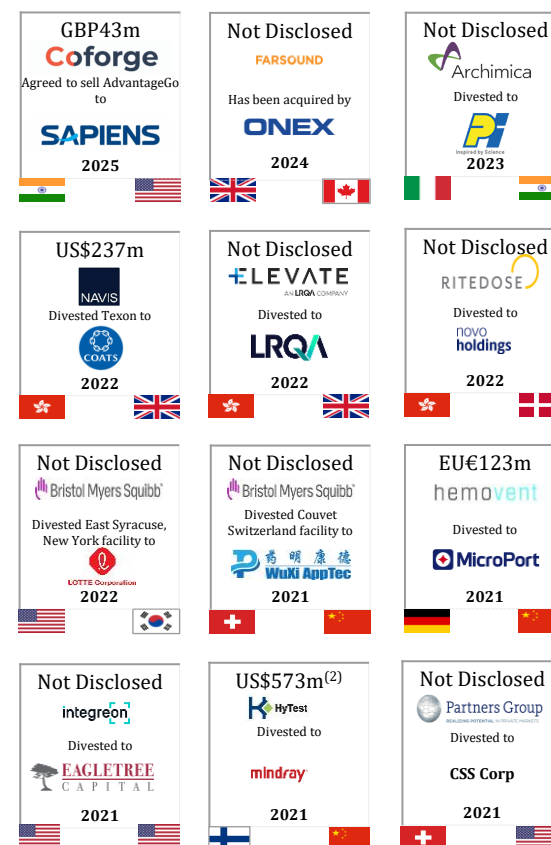 GBP43m
Coforge
Agreed to sell AdvantageGo
to
SAPIENS
2025
Not Disclosed
FARSOUND
Has been acquired by
ONEX
2024
Not Disclosed
Archimica
Divested to
Pi
Inspired by Science
2023
US$237m
NAVIS
Divested Texon to
COATS
2022
Not Disclosed
ELEVATE
AN LRQA COMPANY
Divested to
LRQA
2022
Not Disclosed
RITEDOSE
Divested to
novo
holdings
2022
Not Disclosed
Bristol Myers Squibb™
Divested East Syracuse,
New York facility to
LOTTE Corporation
2022
Not Disclosed
Bristol Myers Squibb™
Divested Couvet
Switzerland facility to
药明康德
WuXi AppTec
2021
EU€123m
hemovent
Divested to
MicroPort
2021
Not Disclosed
integreon
Divested to
EAGLETREE
CAPITAL
2021
US$573m(2)
HyTest
Divested to
mindray
2021
Not Disclosed
Partners Group
REALIZING POTENTIAL IN PRIVATE MARKETS
Divested to
CSS Corp
2021